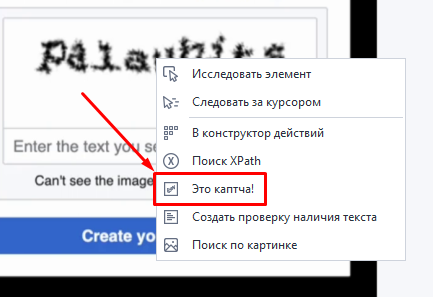 Исследовать элемент
Следовать за курсором
В конструктор действий
Поиск XPath
Enter the text you se
Это каптча!
Can't see the image
Создать проверку наличия текста
Create yo
Поиск по картинке